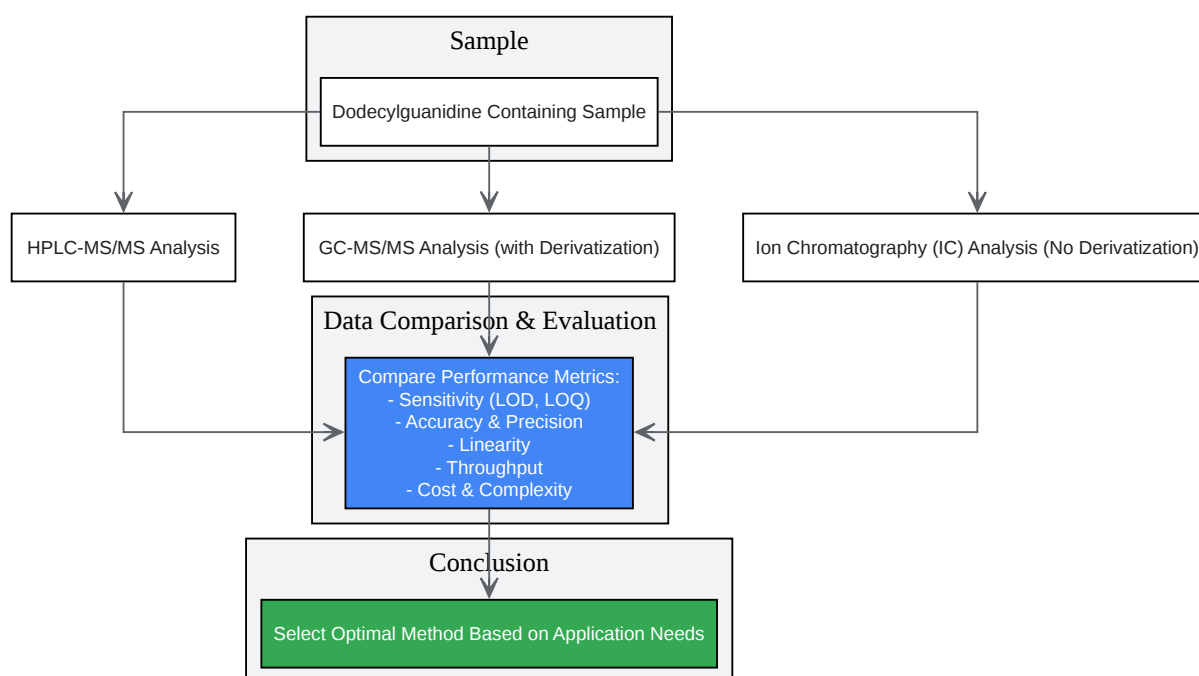 Sample
Dodecylguanidine Containing Sample
HPLC-MS/MS Analysis
GC-MS/MS Analysis (with Derivatization)
Ion Chromatography (IC) Analysis (No Derivatization)
Data Comparison & Evaluation
Compare Performance Metrics:
- Sensitivity (LOD, LOQ)
- Accuracy & Precision
- Linearity
- Throughput
- Cost & Complexity
Conclusion
Select Optimal Method Based on Application Needs